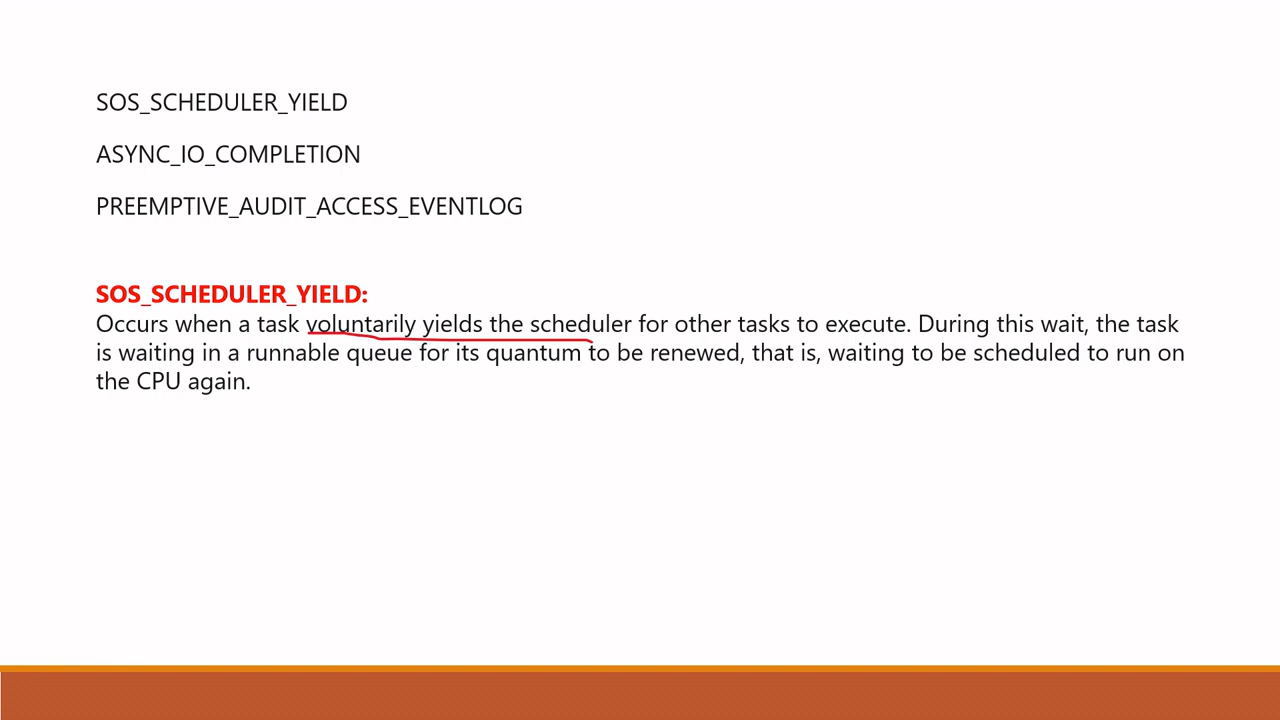 SOS_SCHEDULER_YIELD
ASYNC_IO_COMPLETION
PREEMPTIVE_AUDIT_ACCESS_EVENTLOG
SOS_SCHEDULER_YIELD:
Occurs when a task voluntarily yields the scheduler for other tasks to execute. During this wait, the task
is waiting in a runnable queue for its quantum to be renewed, that is, waiting to be scheduled to run on
the CPU again.